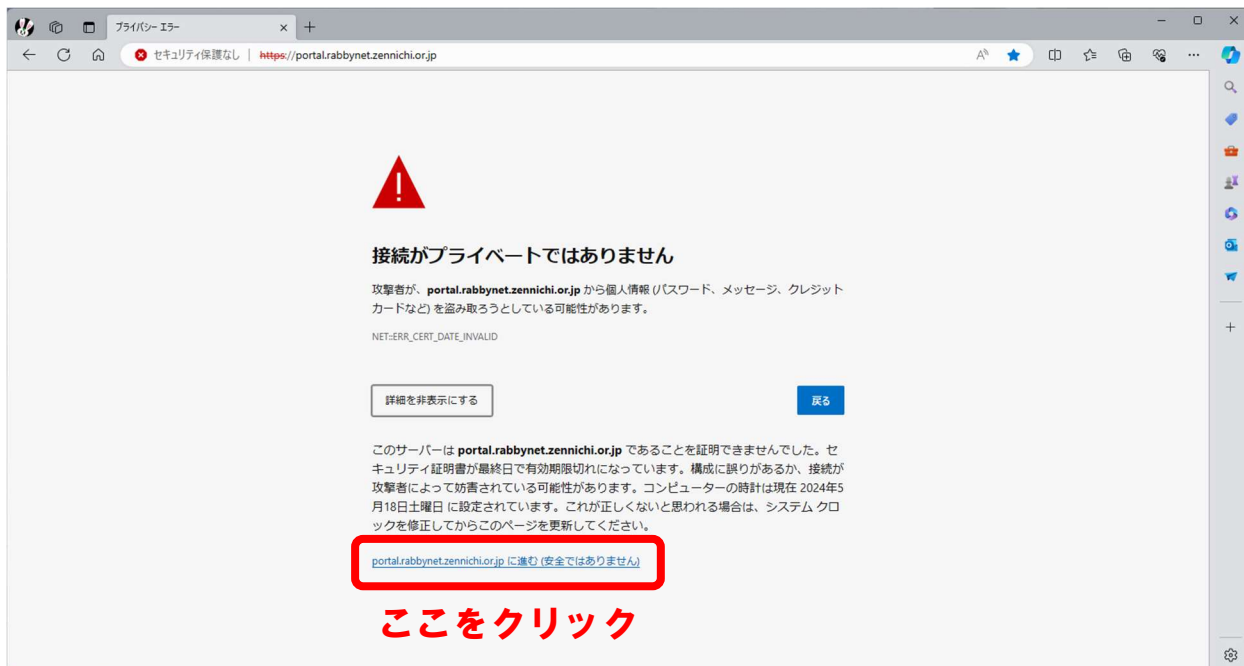 プライバシー エラー
セキュリティ保護なし | https://portal.rabbynet.zennichi.or.jp
接続がプライベートではありません
攻撃者が、portal.rabbynet.zennichi.or.jp から個人情報 (パスワード、メッセージ、クレジット
カードなど) を盗み取ろうとしている可能性があります。
NET::ERR_CERT_DATE_INVALID
詳細を非表示にする
戻る
このサーバーは portal.rabbynet.zennichi.or.jp であることを証明できませんでした。セ
キュリティ証明書が最終日で有効期限切れになっています。構成に誤りがあるか、接続が
攻撃者によって妨害されている可能性があります。コンピューターの時計は現在 2024年5
月18日土曜日 に設定されています。これが正しくないと思われる場合は、システム クロ
ックを修正してからこのページを更新してください。
portal.rabbynet.zennichi.or.jp に進む (安全ではありません)
ここをクリック